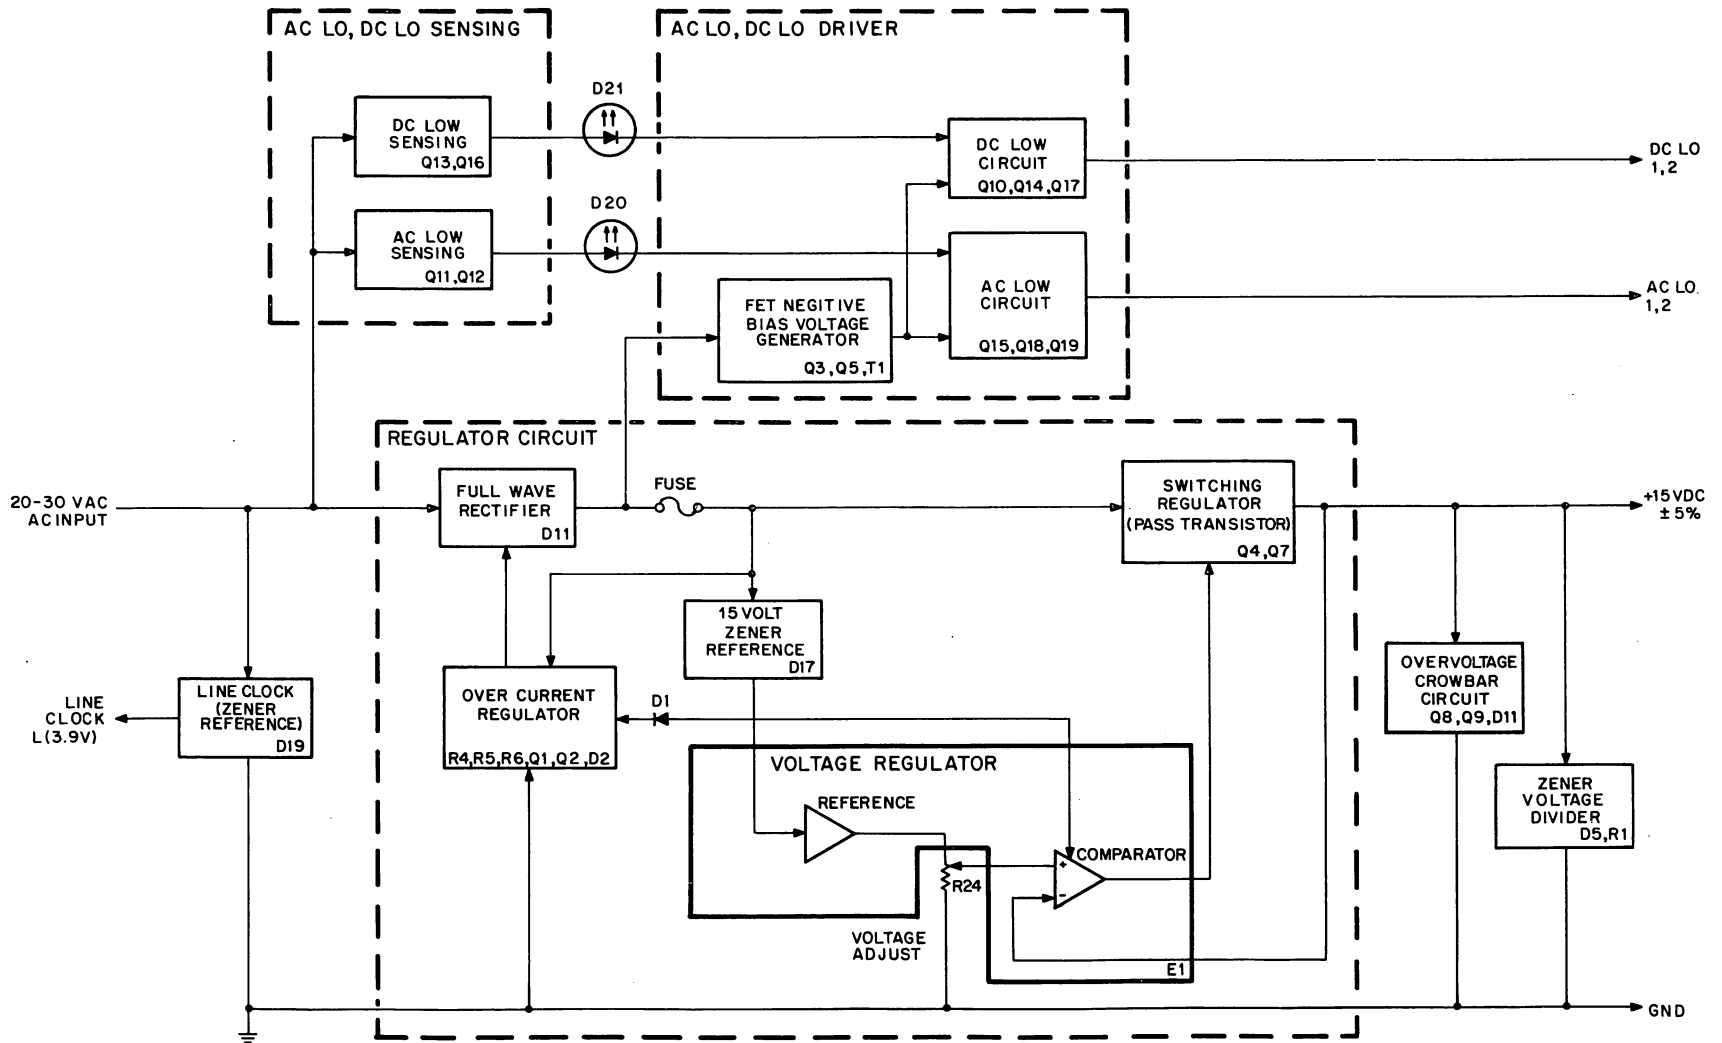 AC LO, DC LO SENSING
AC LO, DC LO DRIVER
DC LOW
SENSING
Q13,Q16
D21
DC LOW
CIRCUIT
Q10,Q14,Q17
DC LO
1,2
AC LOW
SENSING
Q11,Q12
D20
AC LOW
CIRCUIT
Q15,Q18,Q19
AC LO
1,2
FET NEGITIVE
BIAS VOLTAGE
GENERATOR
Q3,Q5,T1
REGULATOR CIRCUIT
20-30 VAC
AC INPUT
FULL WAVE
RECTIFIER
D11
FUSE
SWITCHING
REGULATOR
(PASS TRANSISTOR)
Q4,Q7
+15VDC
±5%
15 VOLT
ZENER
REFERENCE
D17
LINE
CLOCK
L(3.9V)
LINE CLOCK
(ZENER
REFERENCE)
D19
OVER CURRENT
REGULATOR
R4,R5,R6,Q1,Q2,D2
D1
OVERVOLTAGE
CROWBAR
CIRCUIT
Q8,Q9,D11
VOLTAGE REGULATOR
REFERENCE
COMPARATOR
+
-
R24
VOLTAGE
ADJUST
E1
ZENER
VOLTAGE
DIVIDER
D5,R1
GND